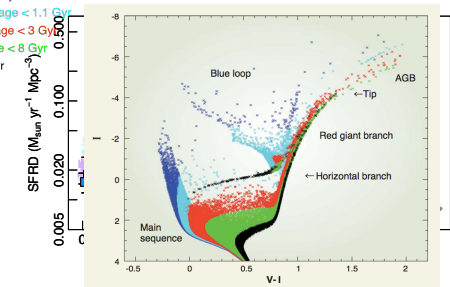 age < 1.1 Gyr
age < 3 Gyr
e < 8 Gyr
r
SFRD (Msun yr⁻¹ Mpc⁻³)
0.500
0.100
0.020
0.005
0
-8
-6
-4
-2
0
2
4
I
Blue loop
AGB
←Tip
Red giant branch
←Horizontal branch
Main
sequence
-0.5
0
0.5
1
1.5
2
V-I